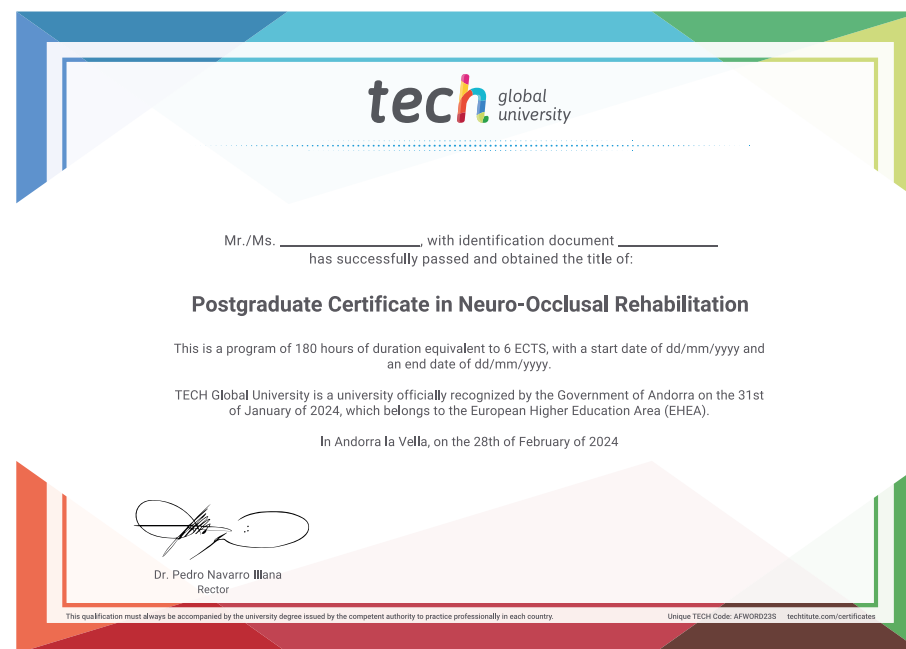 tech global
university
Mr./Ms. ____________________, with identification document ______________
has successfully passed and obtained the title of:
Postgraduate Certificate in Neuro-Occlusal Rehabilitation
This is a program of 180 hours of duration equivalent to 6 ECTS, with a start date of dd/mm/yyyy and
an end date of dd/mm/yyyy.
TECH Global University is a university officially recognized by the Government of Andorra on the 31st
of January of 2024, which belongs to the European Higher Education Area (EHEA).
In Andorra la Vella, on the 28th of February of 2024
Dr. Pedro Navarro Illana
Rector
This qualification must always be accompanied by the university degree issued by the competent authority to practice professionally in each country. Unique TECH Code: AFWORD23S techtitute.com/certificates